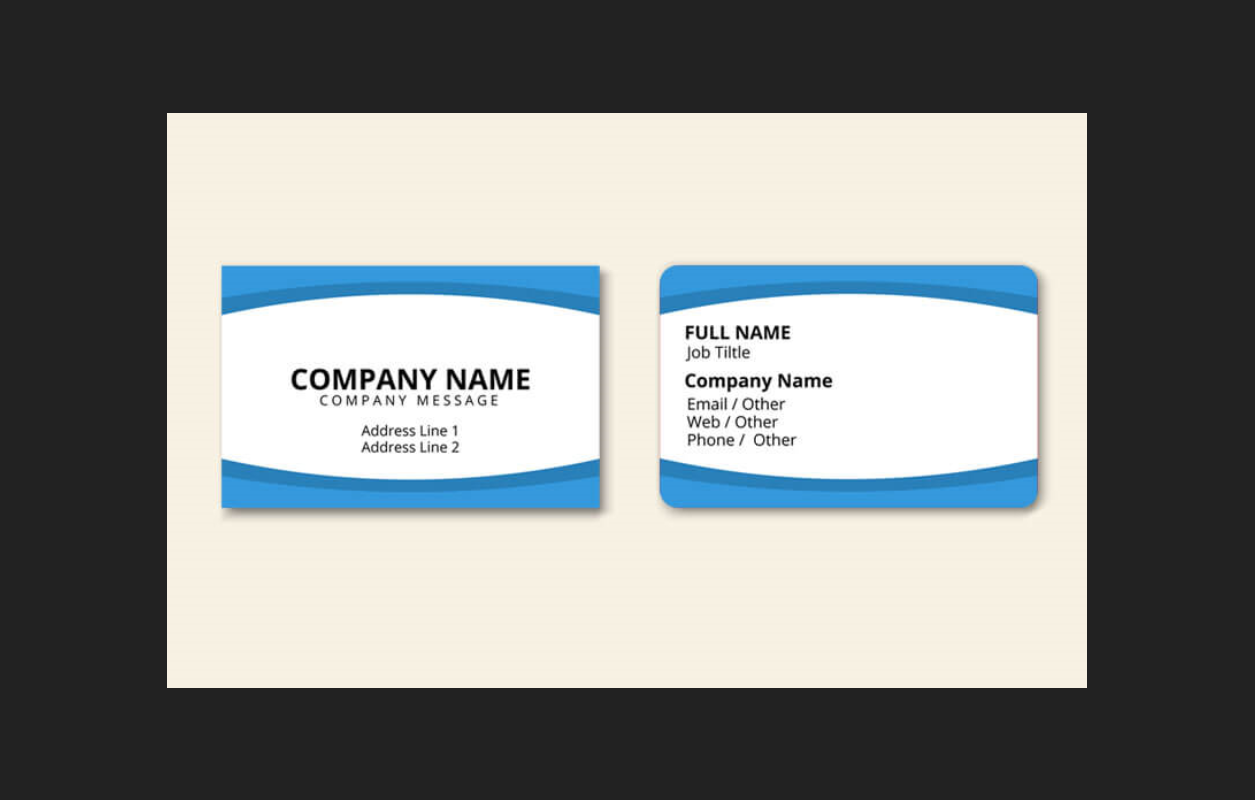 COMPANY NAME
COMPANY MESSAGE
Address Line 1
Address Line 2
FULL NAME
Job Tiltle
Company Name
Email / Other
Web / Other
Phone /  Other